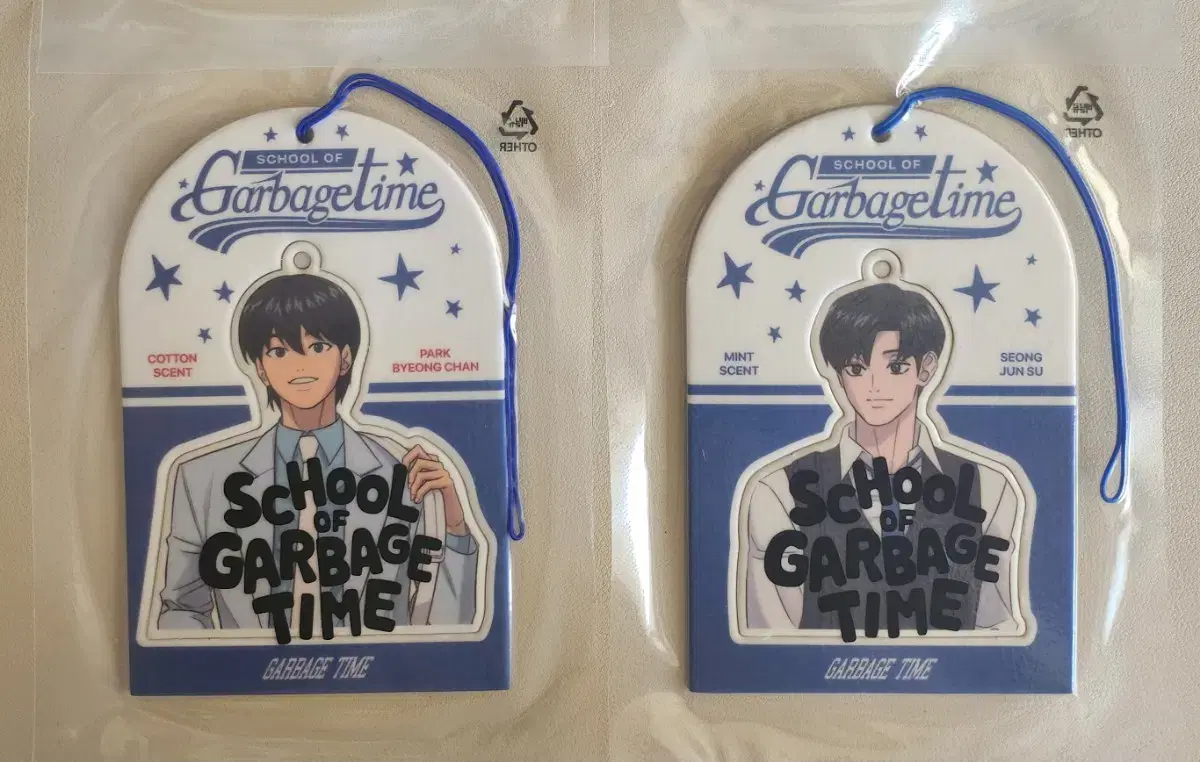 SCHOOL OF
Garbagetime
COTTON
SCENT
PARK
BYEONG CHAN
SCHOOL
OF
GARBAGE
TIME
GARBAGE TIME
OTHER
SCHOOL OF
Garbagetime
MINT
SCENT
SEONG
JUN SU
SCHOOL
OF
GARBAGE
TIME
GARBAGE TIME
OTHER